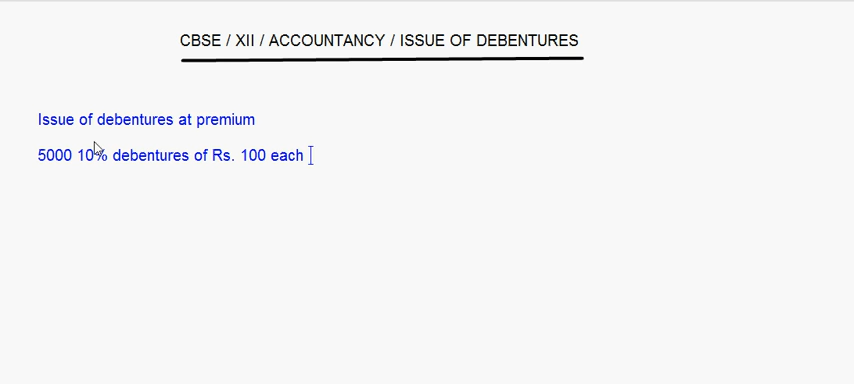 CBSE / XII / ACCOUNTANCY / ISSUE OF DEBENTURES
Issue of debentures at premium
5000 10% debentures of Rs. 100 each